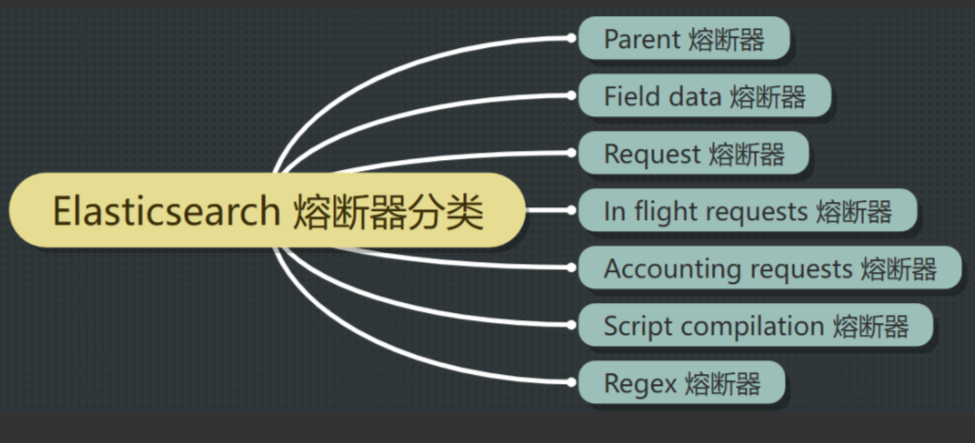 Elasticsearch 熔断器分类
Parent 熔断器
Field data 熔断器
Request 熔断器
In flight requests 熔断器
Accounting requests 熔断器
Script compilation 熔断器
Regex 熔断器